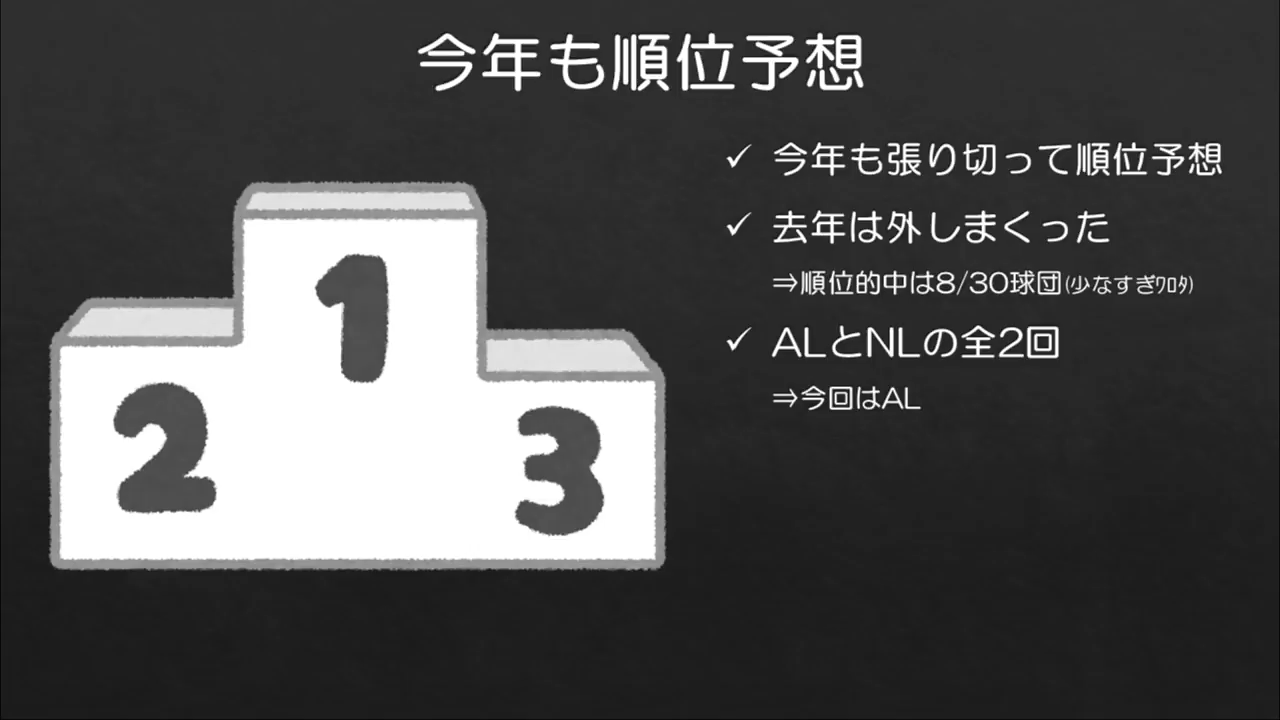 今年も順位予想
✓ 今年も張り切って順位予想
✓ 去年は外しまくった
⇒順位的中は8/30球団(少なすぎﾜﾛﾀ)
✓ ALとNLの全2回
⇒今回はAL
1
2
3